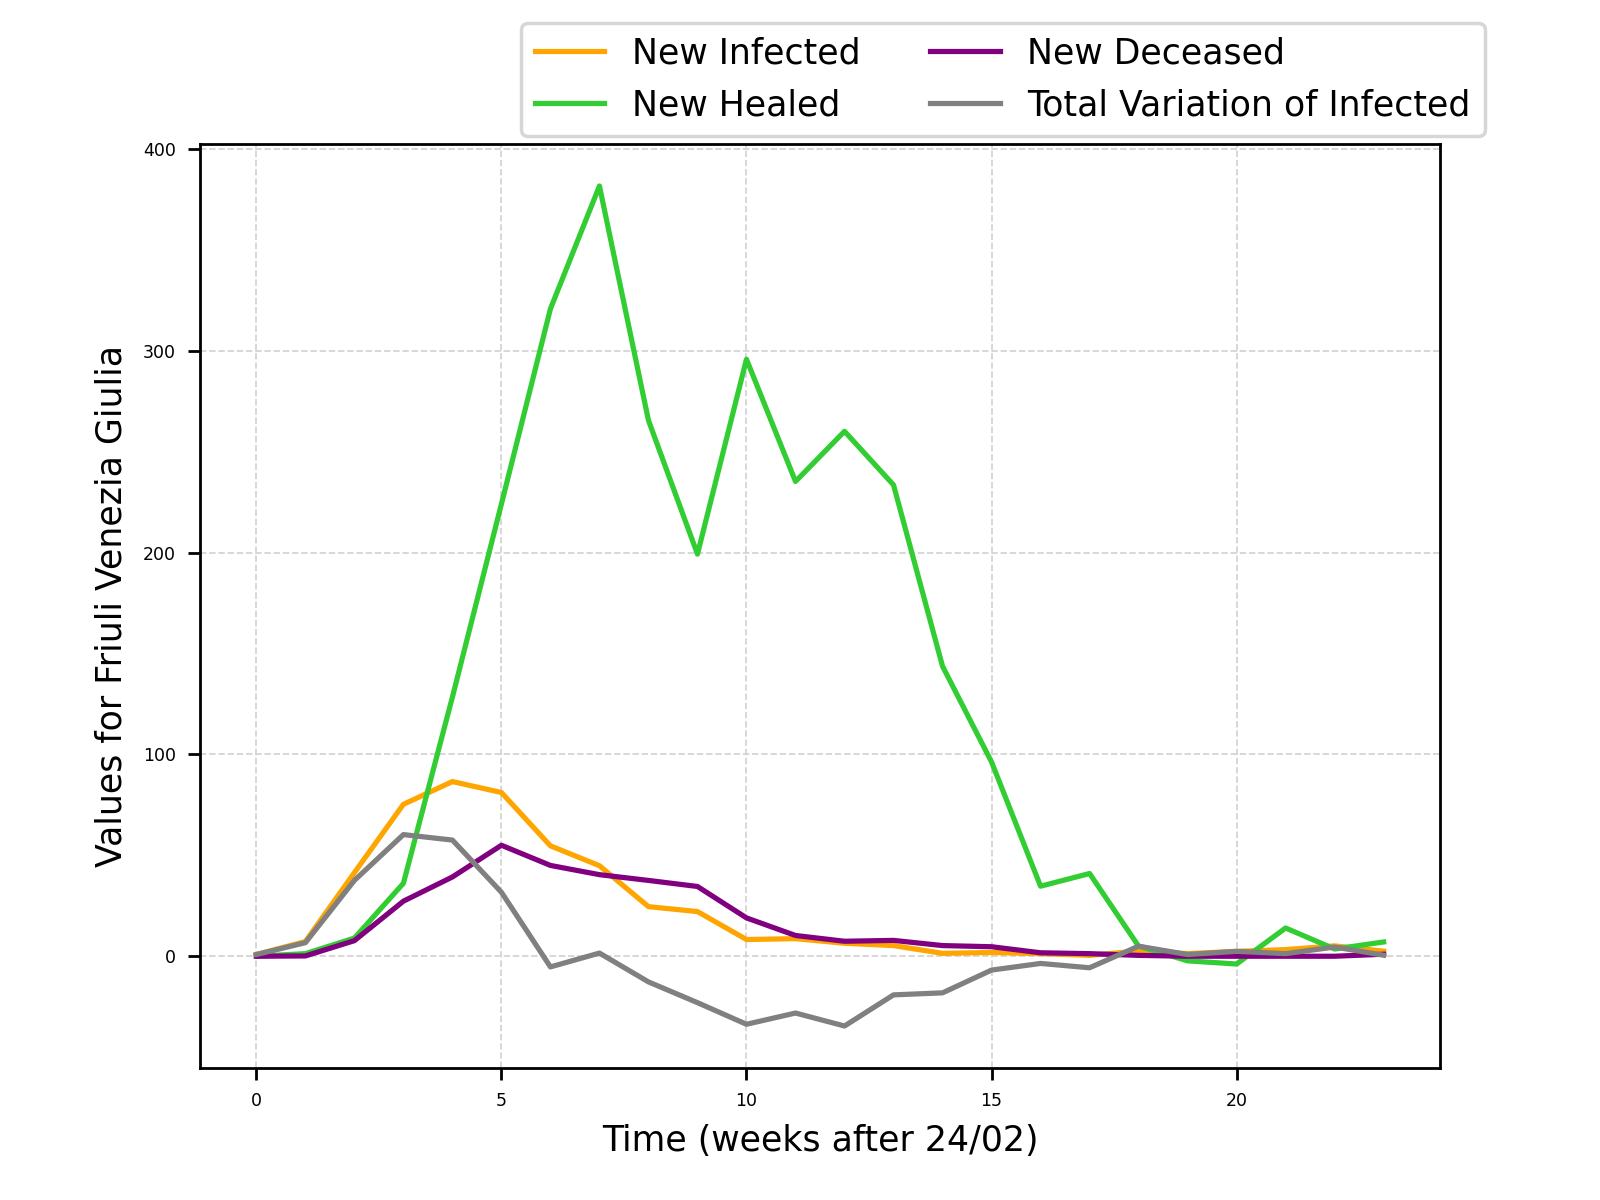 New Infected
New Healed
New Deceased
Total Variation of Infected
400
300
200
100
0
Values for Friuli Venezia Giulia
0 5 10 15 20
Time (weeks after 24/02)